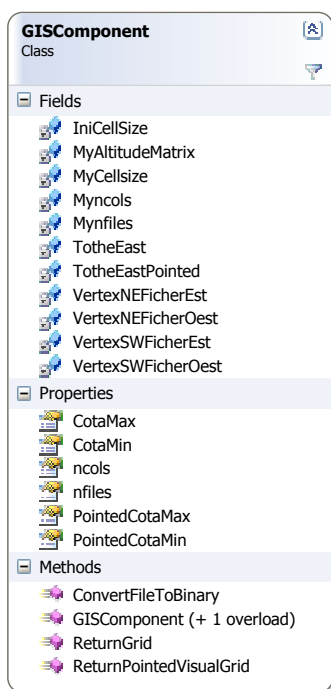 GISComponent
Class
Fields
IniCellSize
MyAltitudeMatrix
MyCellsize
Myncols
Mynfiles
TotheEast
TotheEastPointed
VertexNEFicherEst
VertexNEFicherOest
VertexSWFicherEst
VertexSWFicherOest
Properties
CotaMax
CotaMin
ncols
nfiles
PointedCotaMax
PointedCotaMin
Methods
ConvertFileToBinary
GISComponent (+ 1 overload)
ReturnGrid
ReturnPointedVisualGrid